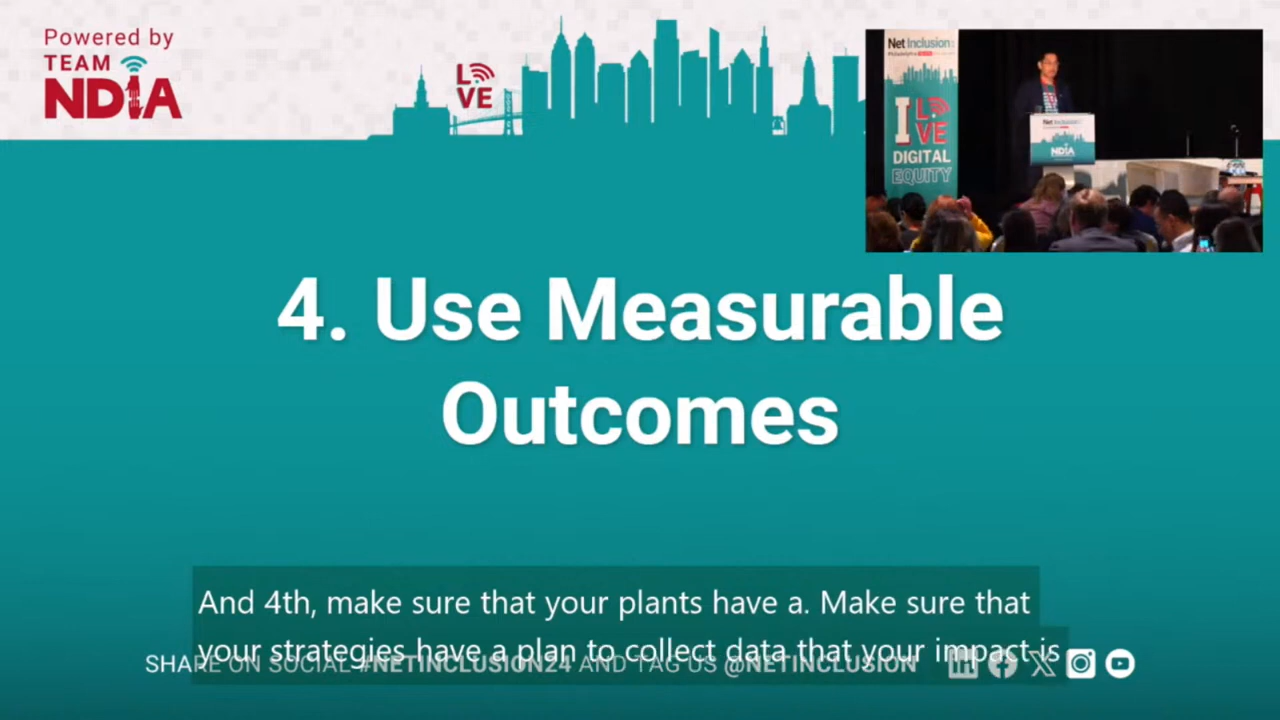 Powered by
TEAM
NDIA
LOVE
Net Inclusion
I LOVE
DIGITAL
EQUITY
Net Inclusion
NDIA
4. Use Measurable
Outcomes
And 4th, make sure that your plants have a. Make sure that
your strategies have a plan to collect data that your impact is
SHARE ON SOCIAL #NETINCLUSION24 AND TAG US @NETINCLUSION